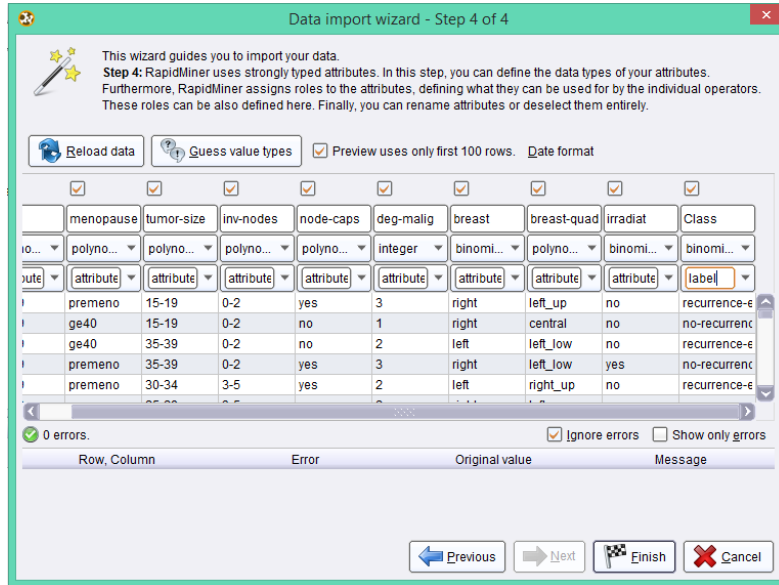 Data import wizard - Step 4 of 4
This wizard guides you to import your data.
Step 4: RapidMiner uses strongly typed attributes. In this step, you can define the data types of your attributes.
Furthermore, RapidMiner assigns roles to the attributes, defining what they can be used for by the individual operators.
These roles can be also defined here. Finally, you can rename attributes or deselect them entirely.
Reload data Guess value types Preview uses only first 100 rows. Date format
menopause tumor-size inv-nodes node-caps deg-malig breast breast-quad irradiat Class
no... polyno... polyno... polyno... polyno... integer binomi... polyno... binomi... binomi...
bute attribute attribute attribute attribute attribute attribute attribute attribute label
premeno 15-19 0-2 yes 3 right left_up no recurrence-e
ge40 15-19 0-2 no 1 right central no no-recurrenc
ge40 35-39 0-2 no 2 left left_low no recurrence-e
premeno 35-39 0-2 yes 3 right left_low yes no-recurrenc
premeno 30-34 3-5 yes 2 left right_up no recurrence-e
0 errors. Ignore errors Show only errors
Row, Column Error Original value Message
Previous Next Finish Cancel